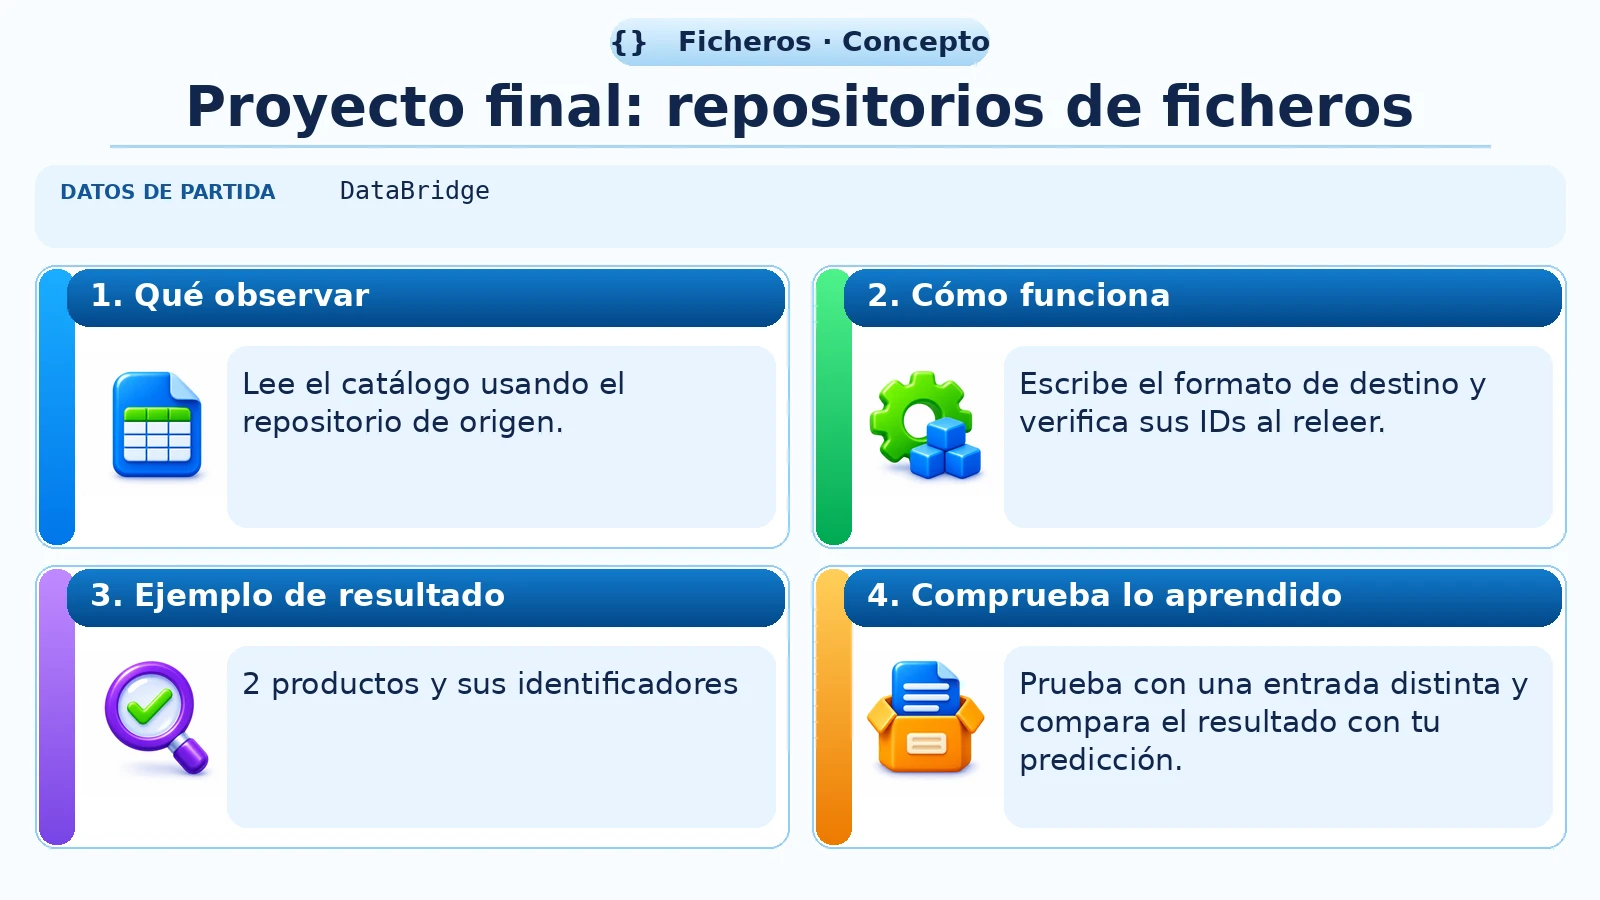 {} Ficheros · Concepto
Proyecto final: repositorios de ficheros
DATOS DE PARTIDA DataBridge
1. Qué observar
Lee el catálogo usando el
repositorio de origen.
2. Cómo funciona
Escribe el formato de destino y
verifica sus IDs al releer.
3. Ejemplo de resultado
2 productos y sus identificadores
4. Comprueba lo aprendido
Prueba con una entrada distinta y
compara el resultado con tu
predicción.